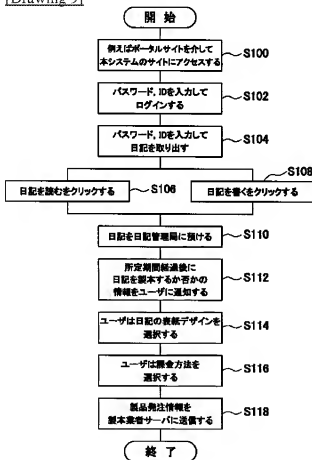 [Drawing 9]
開始
例えばポータルサイトを介して
本システムのサイトにアクセスする
S100
パスワード、IDを入力して
ログインする
S102
パスワード、IDを入力して
日記を取り出す
S104
日記を読むをクリックする
S106
日記を書くをクリックする
S108
日記を日記管理局に預ける
S110
所定期間経過後に
日記を製本するか否かの
情報をユーザに通知する
S112
ユーザは日記の表紙デザインを
選択する
S114
ユーザは課金方法を
選択する
S116
製品発注情報を
製本業者サーバに送信する
S118
終了